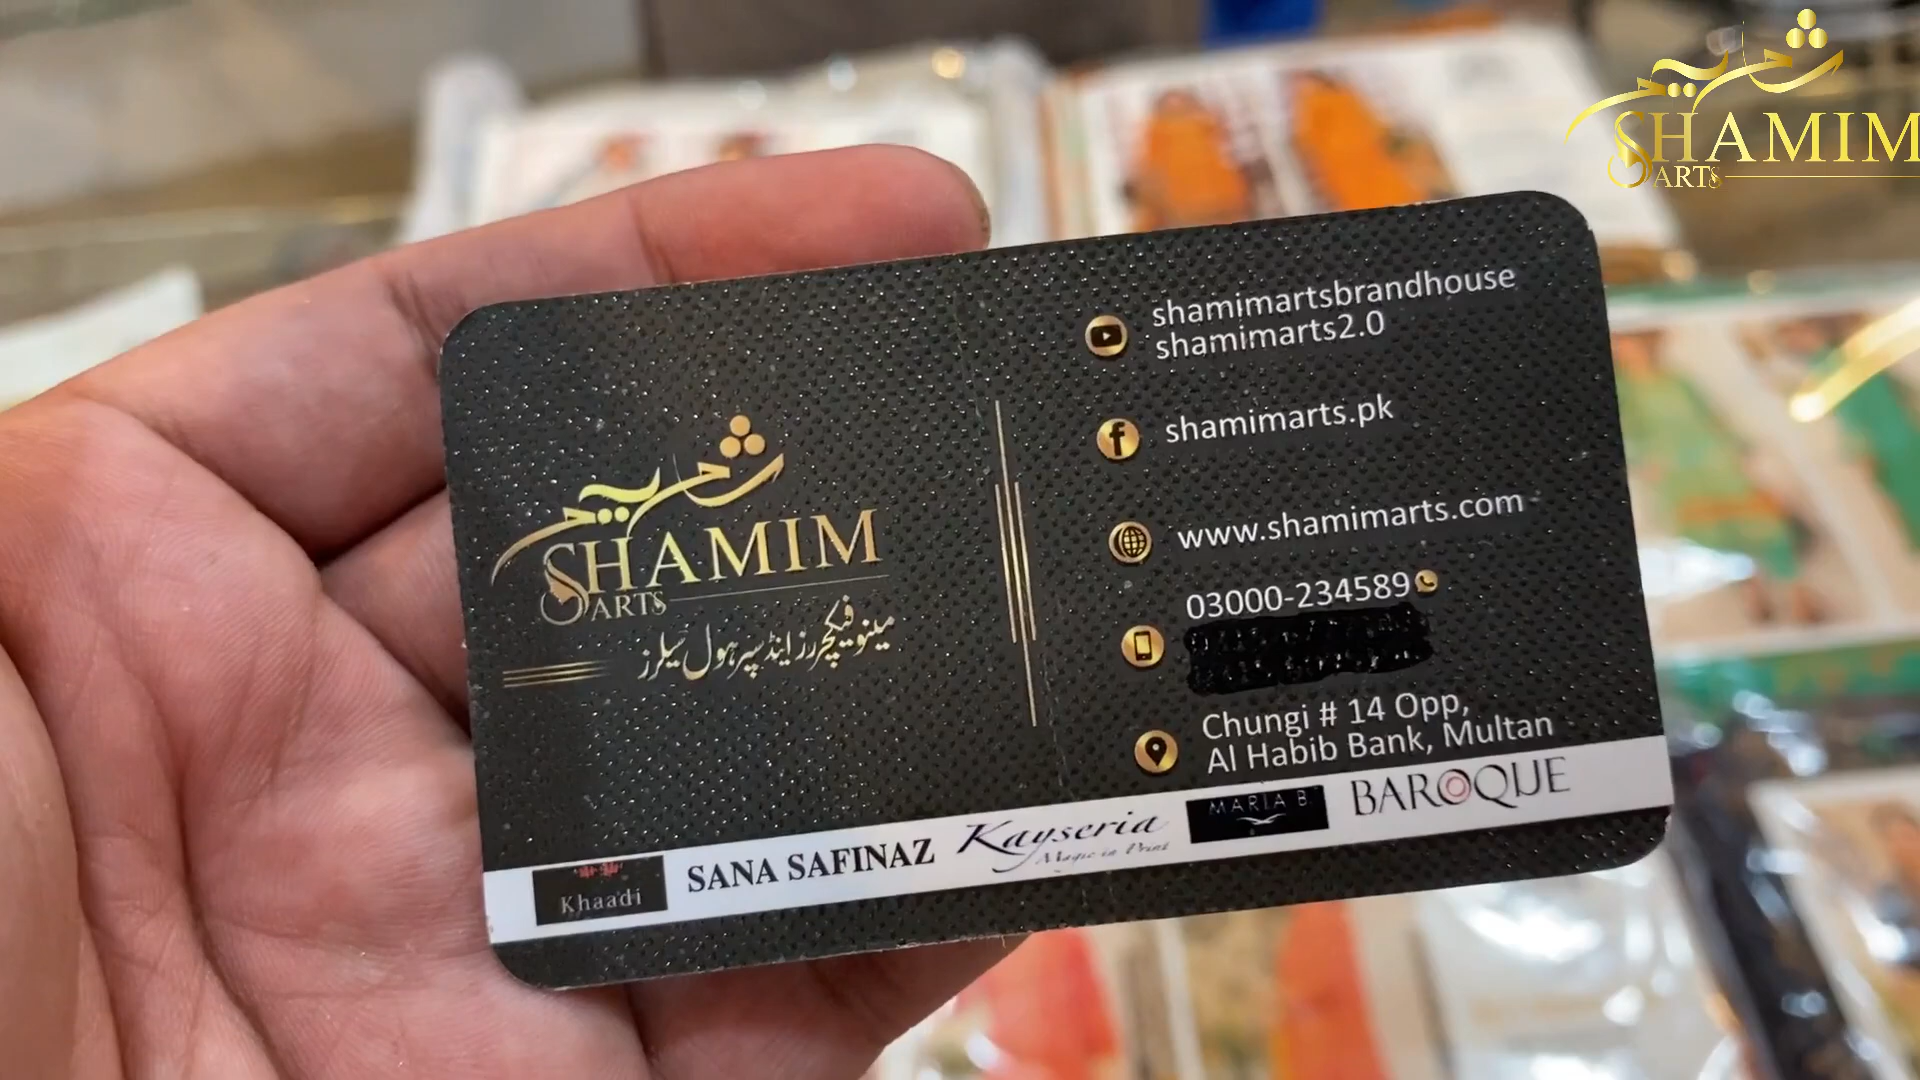 شمیم
SHAMIM
ARTS
shamimartsbrandhouse
shamimarts2.0
shamimarts.pk
www.shamimarts.com
03000-234589
Chungi # 14 Opp,
Al Habib Bank, Multan
شمیم
SHAMIM
ARTS
مینوفیکچررز اینڈ سپر ہول سیلرز
Khaadi
SANA SAFINAZ
Kayseria
Magic in Print
MARIA B.
BAROQUE